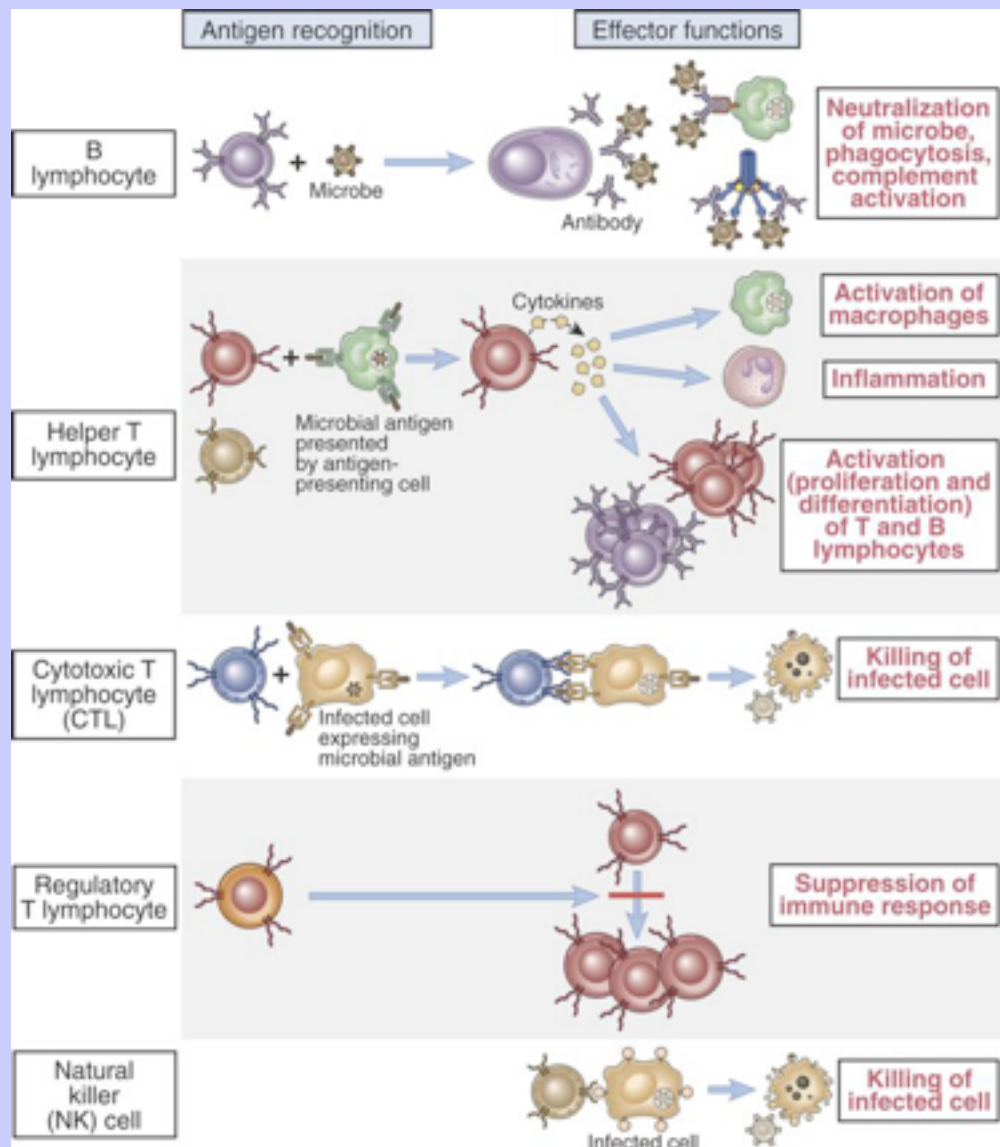 Antigen recognition
Effector functions
B
lymphocyte
+
Microbe
Antibody
Neutralization
of microbe,
phagocytosis,
complement
activation
Helper T
lymphocyte
+
Microbial antigen
presented
by antigen-
presenting cell
Cytokines
Activation of
macrophages
Inflammation
Activation
(proliferation and
differentiation)
of T and B
lymphocytes
Cytotoxic T
lymphocyte
(CTL)
+
Infected cell
expressing
microbial antigen
Killing of
infected cell
Regulatory
T lymphocyte
Suppression of
immune response
Natural
killer
(NK) cell
Infected cell
Killing of
infected cell